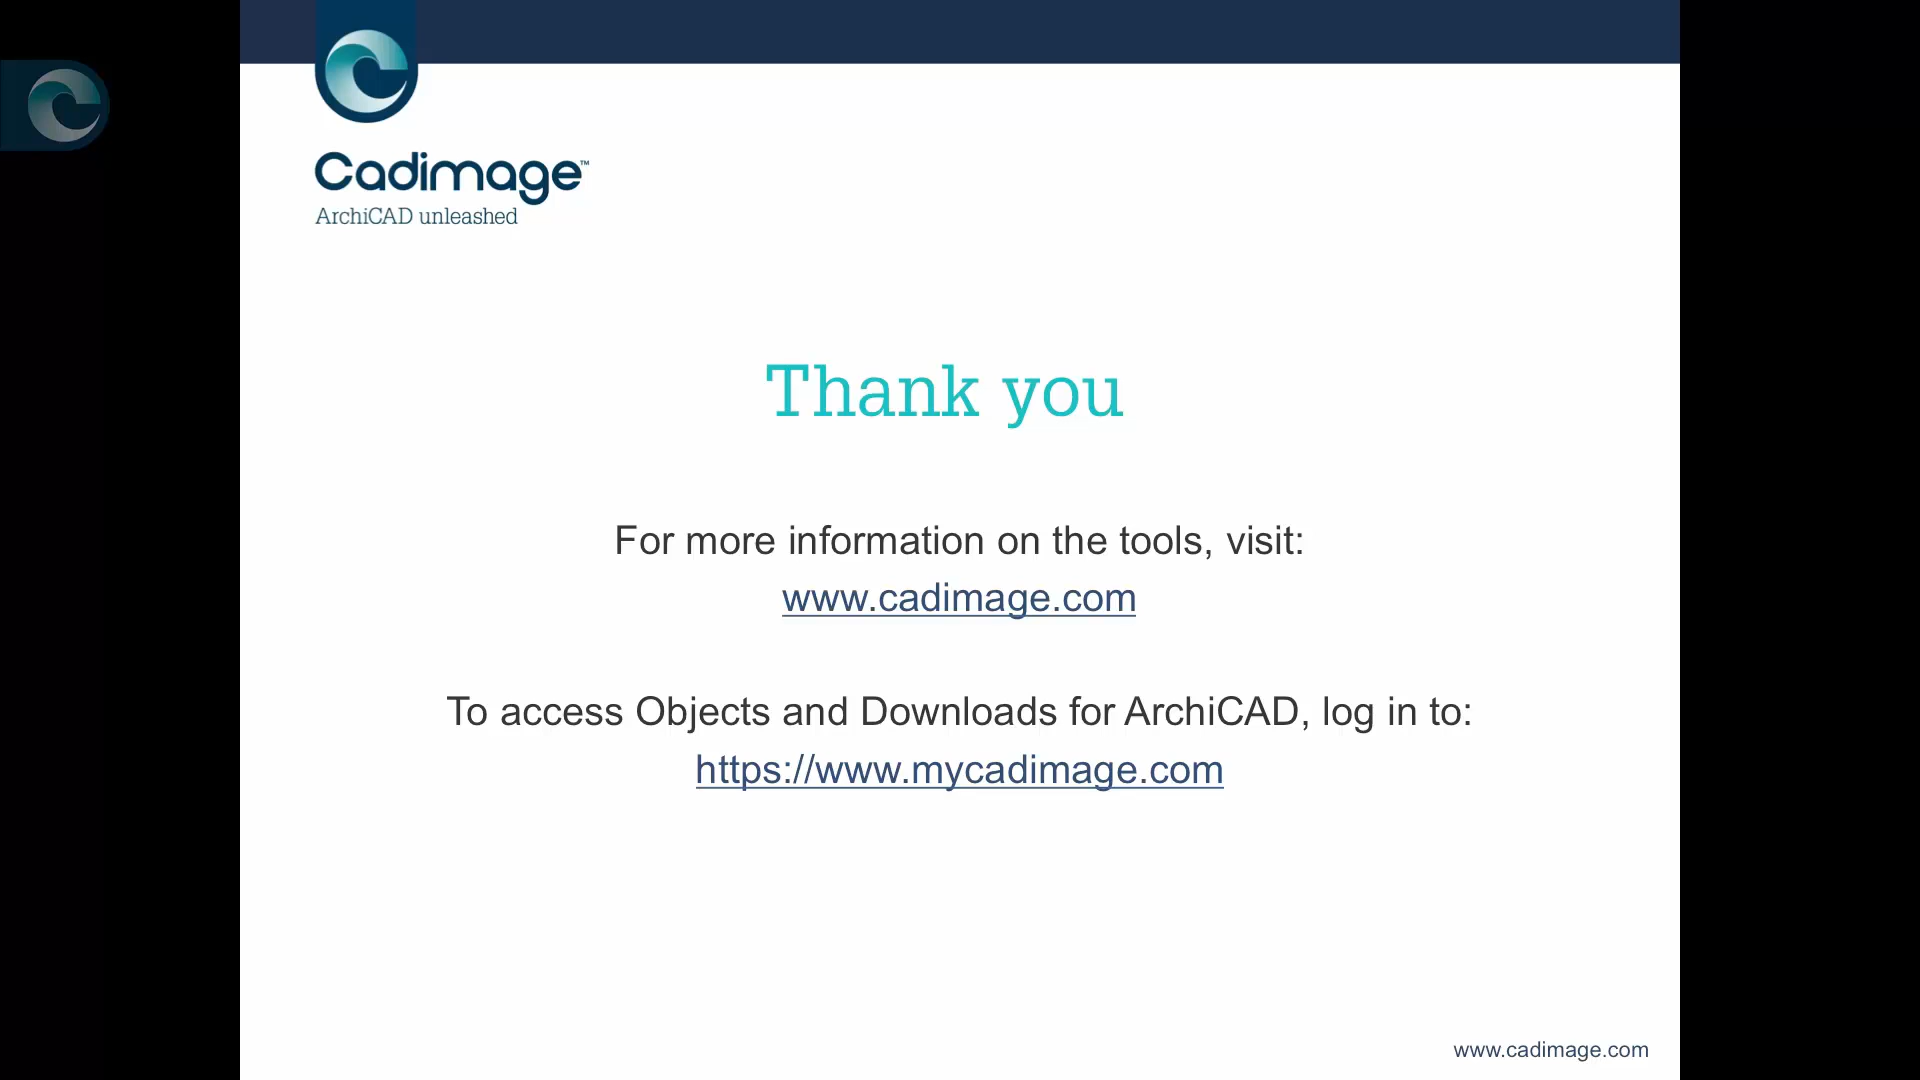 Cadimage™
ArchiCAD unleashed
Thank you
For more information on the tools, visit:
www.cadimage.com
To access Objects and Downloads for ArchiCAD, log in to:
https://www.mycadimage.com
www.cadimage.com